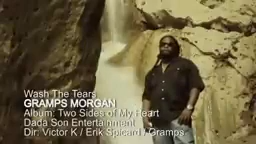 Wash The Tears
GRAMPS MORGAN
Album: Two Sides of My Heart
Dada Son Entertainment
Dir: Victor K / Erik Spicard / Gramps